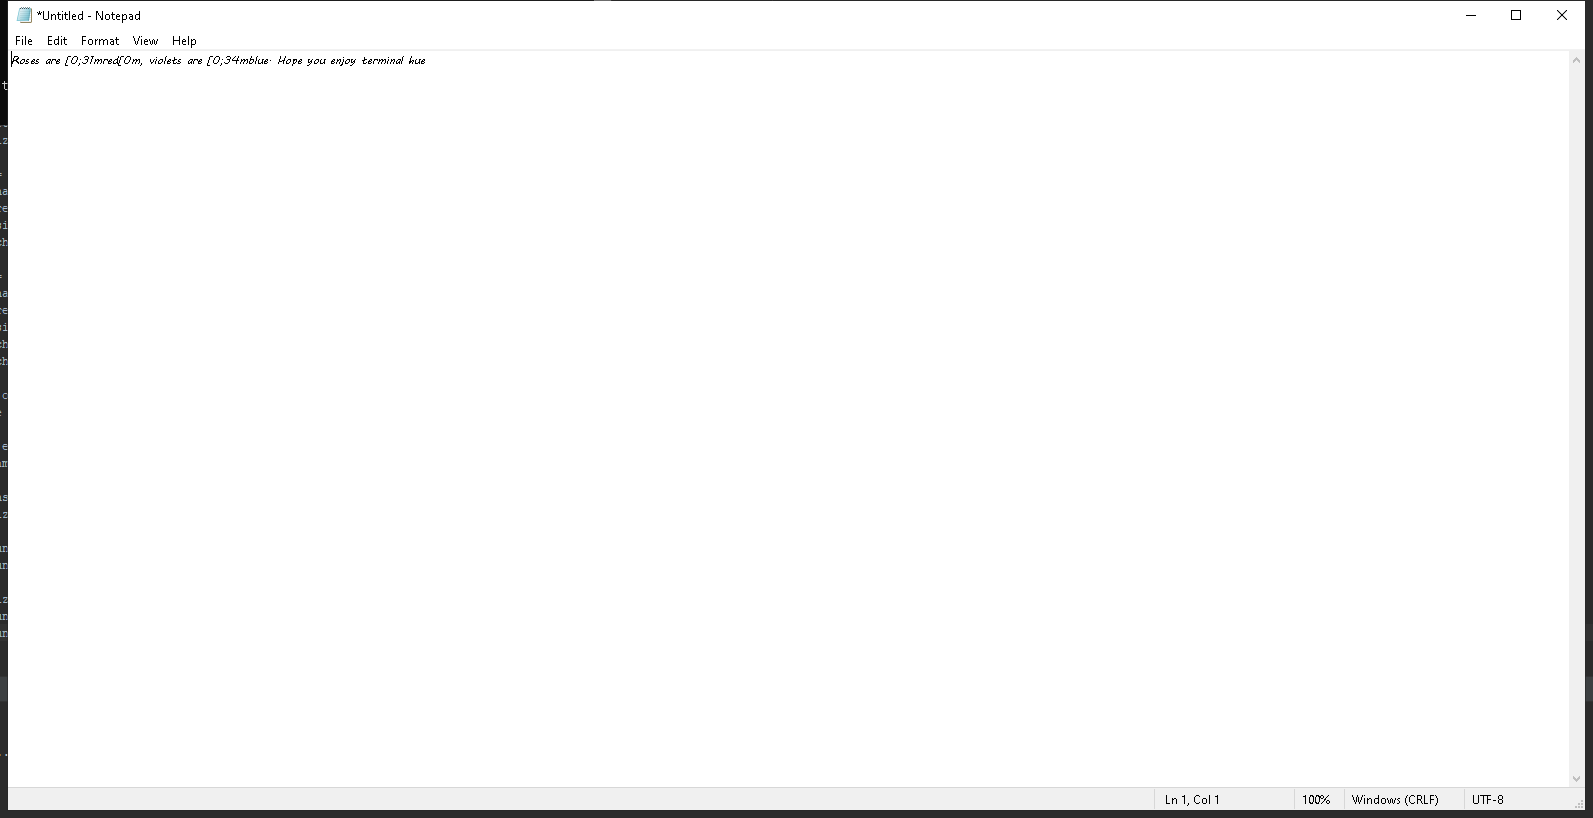 *Untitled - Notepad
File Edit Format View Help
Roses are [0;31mred[0m, violets are [0;34mblue. Hope you enjoy terminal hue
Ln 1, Col 1 100% Windows (CRLF) UTF-8